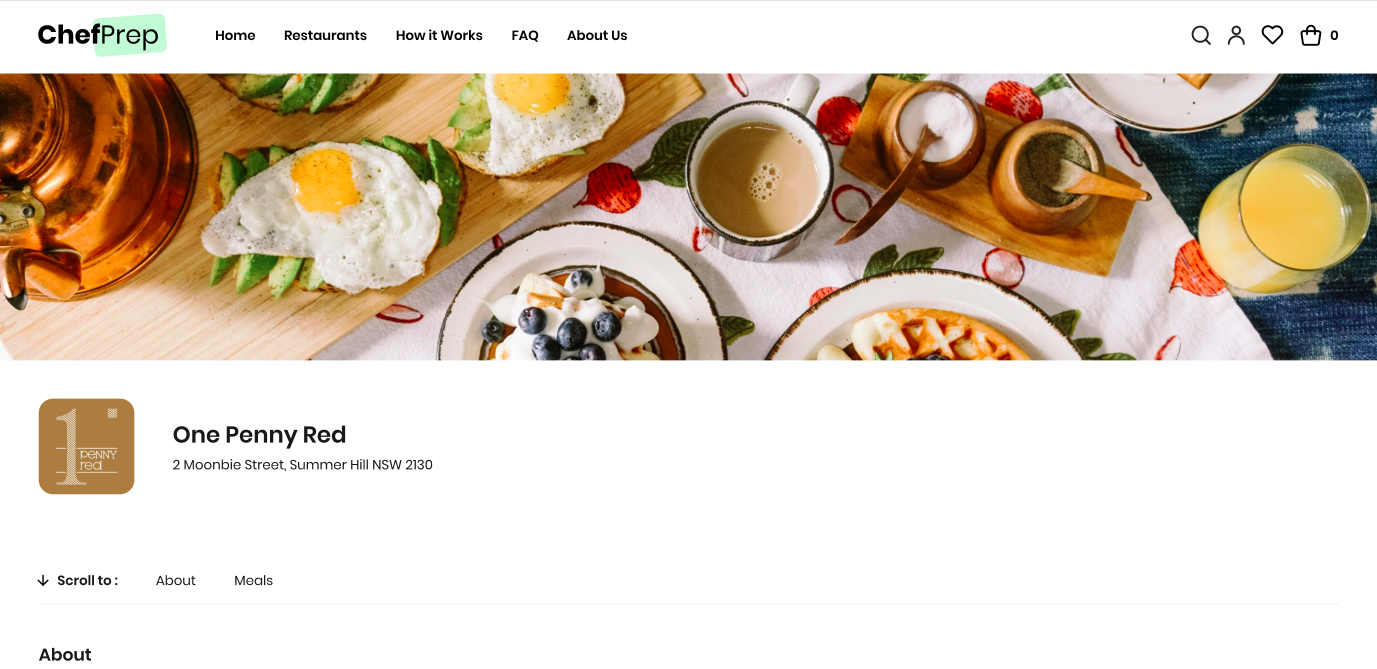 ChefPrep
Home Restaurants How it Works FAQ About Us
0
1 PENNY
red
One Penny Red
2 Moonbie Street, Summer Hill NSW 2130
Scroll to : About Meals
About